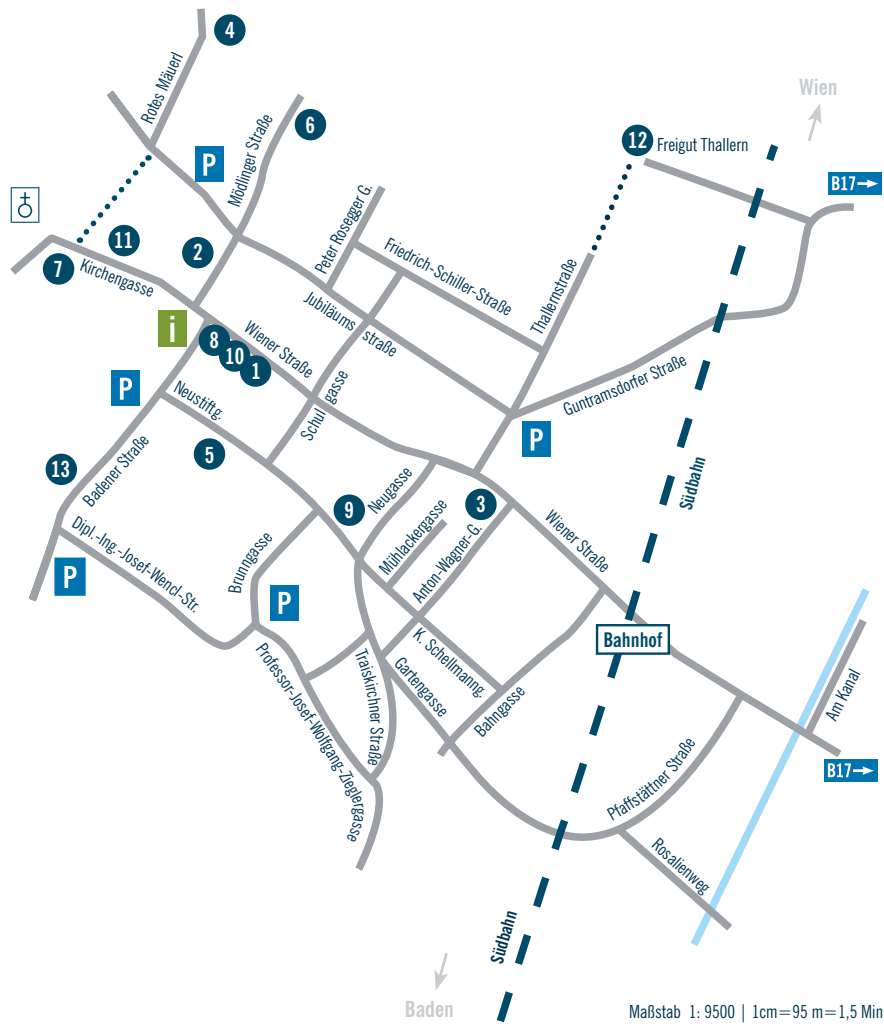 4
Rotes Mäuerl
Wien
6
P
Mödlinger Straße
12
Freigut Thallern
B17→
11
2
7
Kirchengasse
Peter Rosegger G.
Friedrich-Schiller-Straße
Jubiläums straße
Thallernstraße
i
8
10
1
Wiener Straße
Schulgasse
Guntramsdorfer Straße
P
Neustiftg.
P
5
13
Badener Straße
Südbahn
9
Neugasse
3
Mühlackergasse
Anton-Wagner-G.
Wiener Straße
Dipl.-Ing.-Josef-Wencl-Str.
P
Brunngasse
P
Bahnhof
K. Schellmanng.
Gartengasse
Bahngasse
Traiskirchner Straße
Professor-Josef-Wolfgang-Zieglergasse
Am Kanal
B17→
Pfaffstättner Straße
Rosalienweg
Südbahn
Baden
Maßstab 1: 9500 | 1cm=95 m=1,5 Min